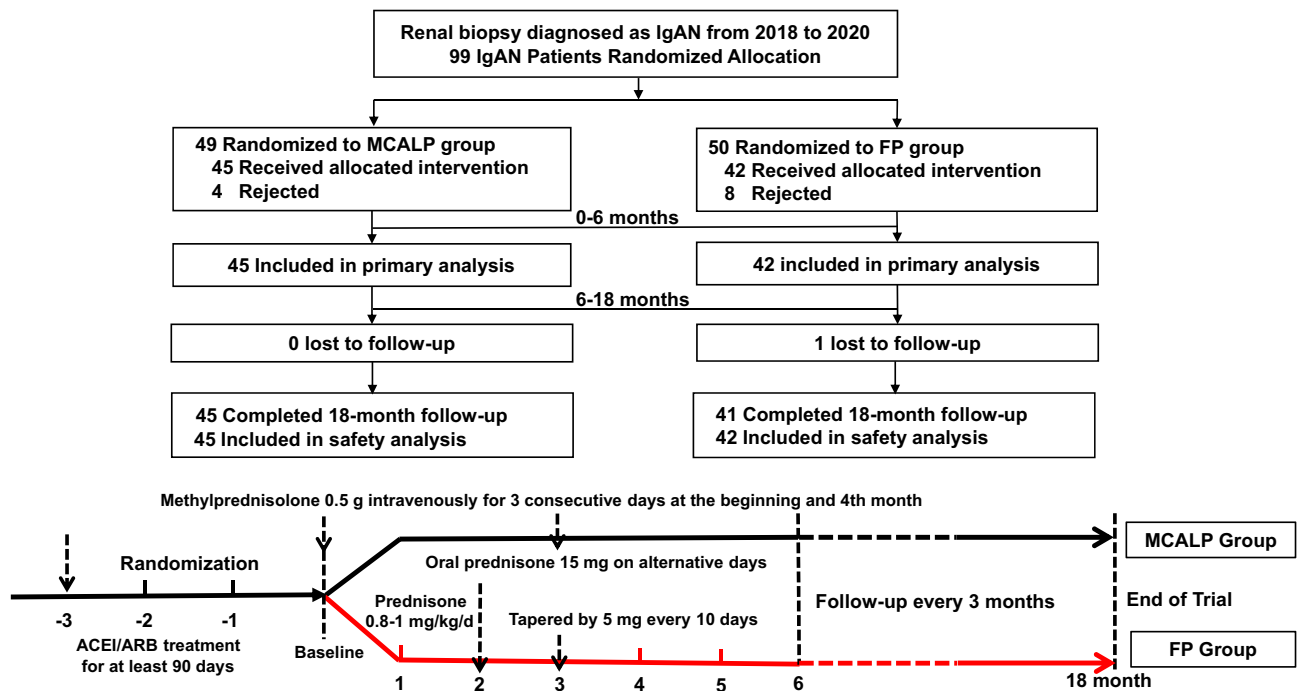 Renal biopsy diagnosed as IgAN from 2018 to 2020
99 IgAN Patients Randomized Allocation
49 Randomized to MCALP group
45 Received allocated intervention
4 Rejected
50 Randomized to FP group
42 Received allocated intervention
8 Rejected
0-6 months
45 Included in primary analysis
42 included in primary analysis
6-18 months
0 lost to follow-up
1 lost to follow-up
45 Completed 18-month follow-up
45 Included in safety analysis
41 Completed 18-month follow-up
42 Included in safety analysis
Methylprednisolone 0.5 g intravenously for 3 consecutive days at the beginning and 4th month
MCALP Group
Randomization
Oral prednisone 15 mg on alternative days
-3 -2 -1
ACEI/ARB treatment
for at least 90 days
Baseline
Prednisone
0.8-1 mg/kg/d
Tapered by 5 mg every 10 days
Follow-up every 3 months
End of Trial
FP Group
1 2 3 4 5 6
18 month